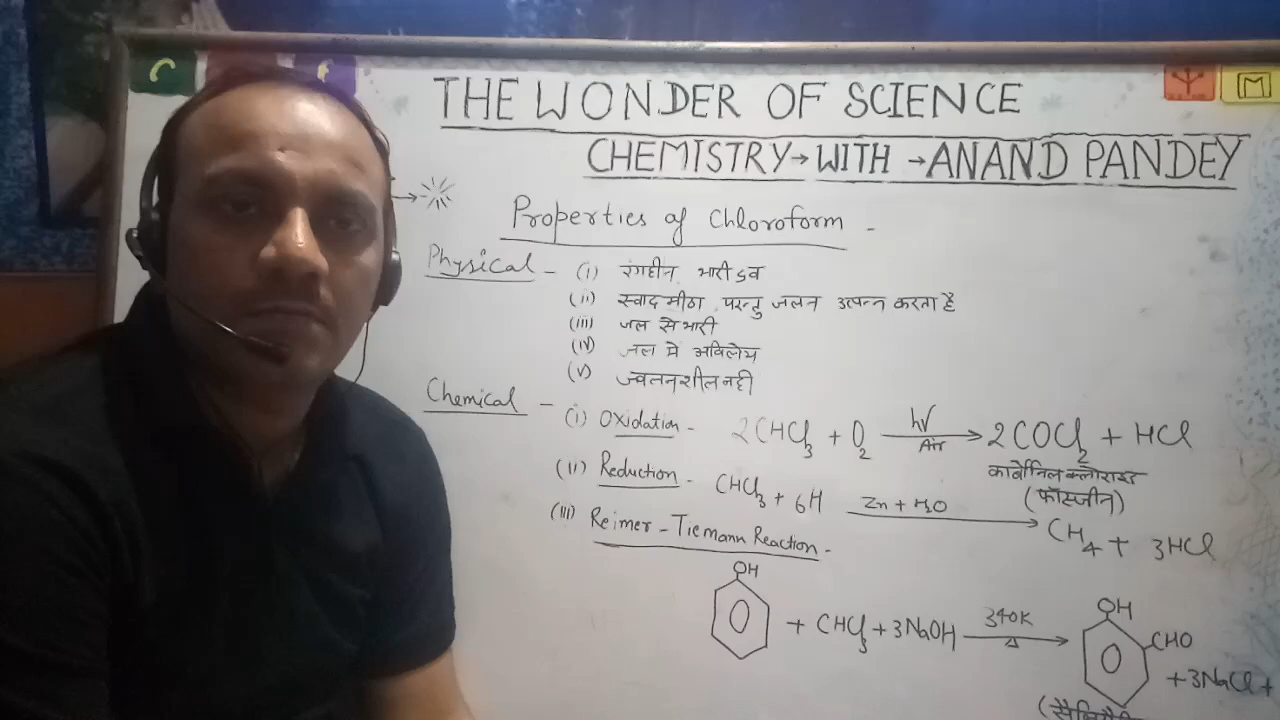 THE WONDER OF SCIENCE
CHEMISTRY → WITH → ANAND PANDEY
Properties of Chloroform -
Physical - (i) रंगहीन, भारी द्रव
(ii) स्वाद मीठा परन्तु जलन उत्पन्न करता है
(iii) जल से भारी
(iv) जल मे अविलेय
(v) ज्वलनशील नही
Chemical -
(i) Oxidation - 2CHCl3 + O2 hν Air → 2COCl2 + HCl
कार्बोनिल क्लोराइड
(फॉस्जीन)
(ii) Reduction - CHCl3 + 6H Zn + H2O → CH4 + 3HCl
(iii) Reimer - Tiemann Reaction -
OH + CHCl3 + 3NaOH 340K Δ → OH CHO + 3NaCl +